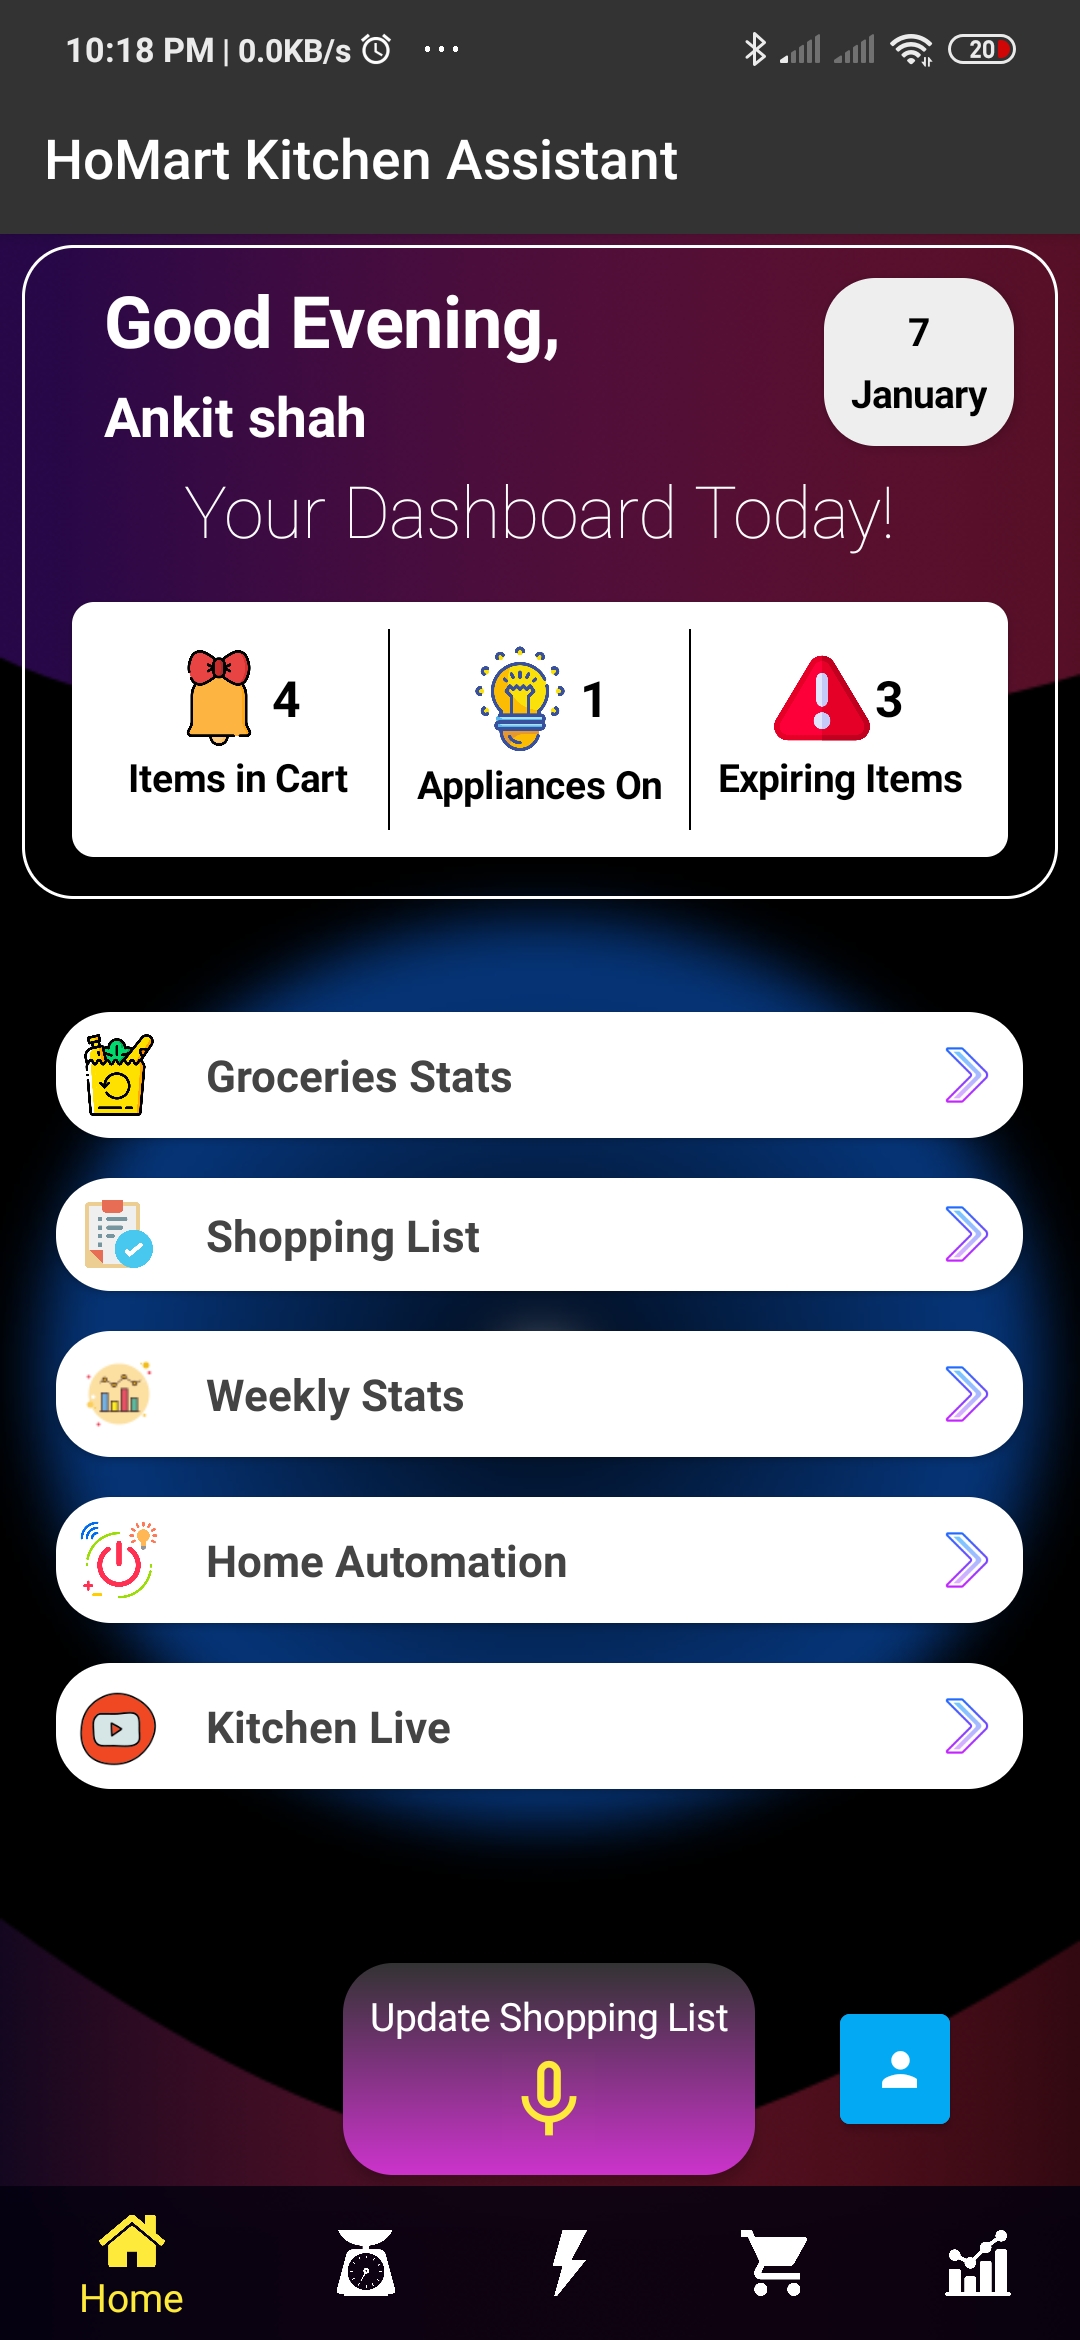 10:18 PM | 0.0KB/s ...
20
HoMart Kitchen Assistant
Good Evening,
Ankit shah
7
January
Your Dashboard Today!
4
Items in Cart
1
Appliances On
3
Expiring Items
Groceries Stats
Shopping List
Weekly Stats
Home Automation
Kitchen Live
Update Shopping List
Home